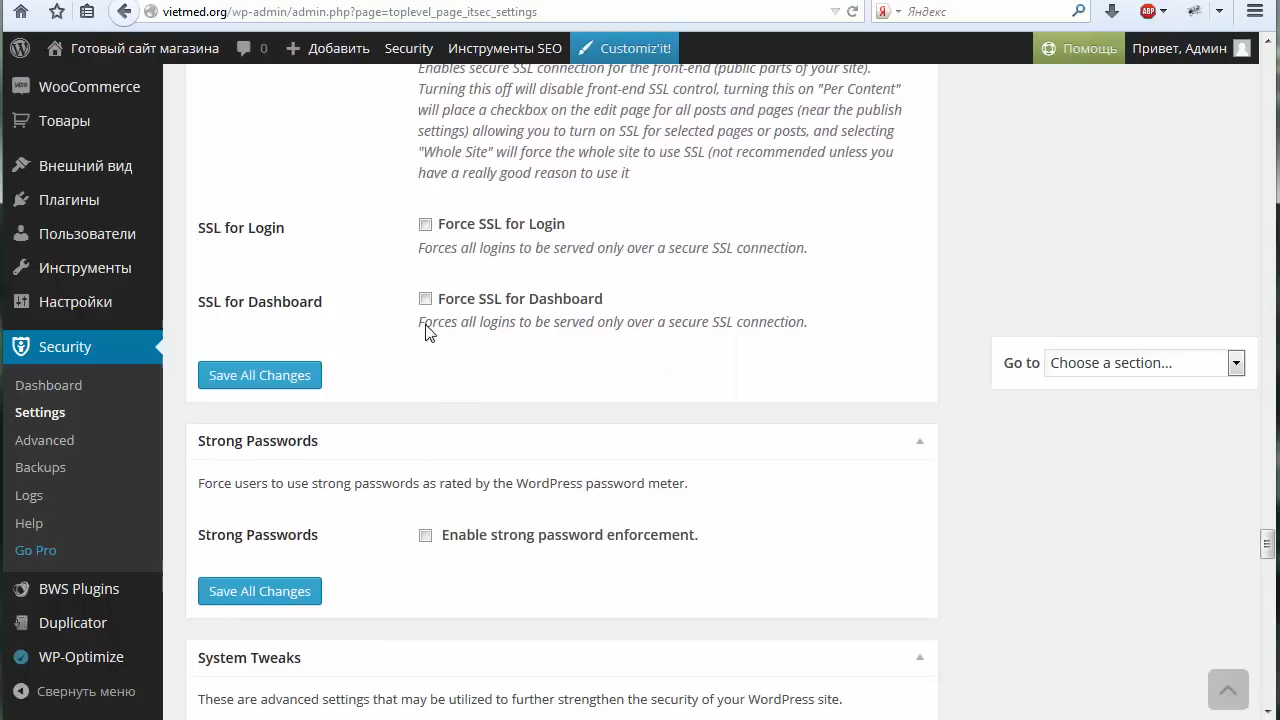 vietmed.org/wp-admin/admin.php?page=toplevel_page_itsec_settings
Яндекс
ABP
Готовый сайт магазина
0
Добавить
Security
Инструменты SEO
Customiz'it!
Помощь
Привет, Админ
WooCommerce
Товары
Внешний вид
Плагины
Пользователи
Инструменты
Настройки
Security
Dashboard
Settings
Advanced
Backups
Logs
Help
Go Pro
BWS Plugins
Duplicator
WP-Optimize
Свернуть меню
Enables secure SSL connection for the front-end (public parts of your site).
Turning this off will disable front-end SSL control, turning this on "Per Content"
will place a checkbox on the edit page for all posts and pages (near the publish
settings) allowing you to turn on SSL for selected pages or posts, and selecting
"Whole Site" will force the whole site to use SSL (not recommended unless you
have a really good reason to use it
SSL for Login
Force SSL for Login
Forces all logins to be served only over a secure SSL connection.
SSL for Dashboard
Force SSL for Dashboard
Forces all logins to be served only over a secure SSL connection.
Save All Changes
Strong Passwords
Force users to use strong passwords as rated by the WordPress password meter.
Strong Passwords
Enable strong password enforcement.
Save All Changes
System Tweaks
These are advanced settings that may be utilized to further strengthen the security of your WordPress site.
Go to
Choose a section...